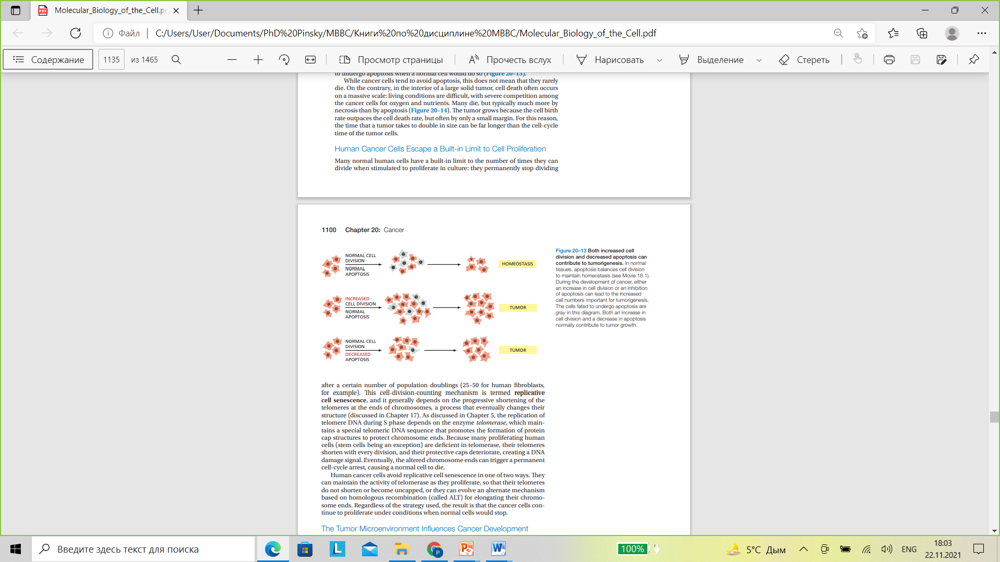 Molecular_Biology_of_the_Cell.pd
Файл
C:/Users/User/Documents/PhD%20Pinsky/MBBC/Книги%20по%20дисциплине%20MBBC/Molecular_Biology_of_the_Cell.pdf
Содержание
1135 из 1465
Просмотр страницы
Прочесть вслух
Нарисовать
Выделение
Стереть
to undergo apoptosis when a normal cell would do so (Figure 20–13).
While cancer cells tend to avoid apoptosis, this does not mean that they rarely
die. On the contrary, in the interior of a large solid tumor, cell death often occurs
on a massive scale: living conditions are difficult, with severe competition among
the cancer cells for oxygen and nutrients. Many die, but typically much more by
necrosis than by apoptosis (Figure 20–14). The tumor grows because the cell birth
rate outpaces the cell death rate, but often by only a small margin. For this reason,
the time that a tumor takes to double in size can be far longer than the cell-cycle
time of the tumor cells.
Human Cancer Cells Escape a Built-in Limit to Cell Proliferation
Many normal human cells have a built-in limit to the number of times they can
divide when stimulated to proliferate in culture: they permanently stop dividing
1100 Chapter 20: Cancer
NORMAL CELL
DIVISION
NORMAL
APOPTOSIS
HOMEOSTASIS
INCREASED
CELL DIVISION
NORMAL
APOPTOSIS
TUMOR
NORMAL CELL
DIVISION
DECREASED
APOPTOSIS
TUMOR
Figure 20–13 Both increased cell
division and decreased apoptosis can
contribute to tumorigenesis. In normal
tissues, apoptosis balances cell division
to maintain homeostasis (see Movie 18.1).
During the development of cancer, either
an increase in cell division or an inhibition
of apoptosis can lead to the increased
cell numbers important for tumorigenesis.
The cells fated to undergo apoptosis are
gray in this diagram. Both an increase in
cell division and a decrease in apoptosis
normally contribute to tumor growth.
after a certain number of population doublings (25–50 for human fibroblasts,
for example). This cell-division-counting mechanism is termed replicative
cell senescence, and it generally depends on the progressive shortening of the
telomeres at the ends of chromosomes, a process that eventually changes their
structure (discussed in Chapter 17). As discussed in Chapter 5, the replication of
telomere DNA during S phase depends on the enzyme telomerase, which main-
tains a special telomeric DNA sequence that promotes the formation of protein
cap structures to protect chromosome ends. Because many proliferating human
cells (stem cells being an exception) are deficient in telomerase, their telomeres
shorten with every division, and their protective caps deteriorate, creating a DNA
damage signal. Eventually, the altered chromosome ends can trigger a permanent
cell-cycle arrest, causing a normal cell to die.
Human cancer cells avoid replicative cell senescence in one of two ways. They
can maintain the activity of telomerase as they proliferate, so that their telomeres
do not shorten or become uncapped, or they can evolve an alternate mechanism
based on homologous recombination (called ALT) for elongating their chromo-
some ends. Regardless of the strategy used, the result is that the cancer cells con-
tinue to proliferate under conditions when normal cells would stop.
The Tumor Microenvironment Influences Cancer Development
Введите здесь текст для поиска
100%
5°C Дым
ENG
18:03
22.11.2021